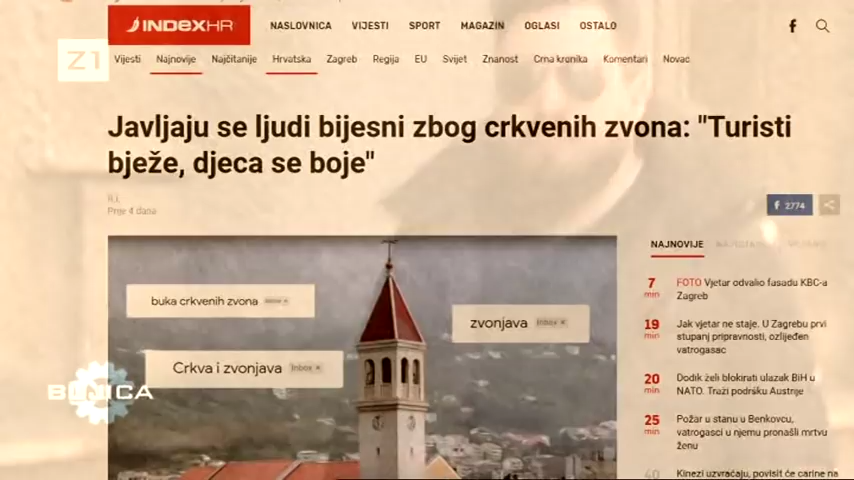 INDEXHR
NASLOVNICA VIJESTI SPORT MAGAZIN OGLASI OSTALO
Z1
Vijesti Najnovije Najčitanije Hrvatska Zagreb Regija EU Svijet Znanost Crna kronika Komentari Novac
Javljaju se ljudi bijesni zbog crkvenih zvona: "Turisti
bježe, djeca se boje"
Prije 4 dana
f 2774
NAJNOVIJE
buka crkvenih zvona
zvonjava Inbox ×
Crkva i zvonjava Inbox ×
7 min
FOTO Vjetar odvalio fasadu KBC-a
Zagreb
19 min
Jak vjetar ne staje. U Zagrebu prvi
stupanj pripravnosti, ozlijeđen
vatrogasac
20 min
Dodik želi blokirati ulazak BiH u
NATO. Traži podršku Austrije
25 min
Požar u stanu u Benkovcu,
vatrogasci u njemu pronašli mrtvu
ženu
40
Kinezi uzvraćaju, povisit će carine na
BUJICA